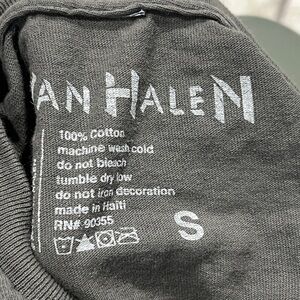 VAN HALEN
100% Cotton
machine wash cold
do not bleach
tumble dry low
do not iron decoration
made in Haiti
RN# 90355
S